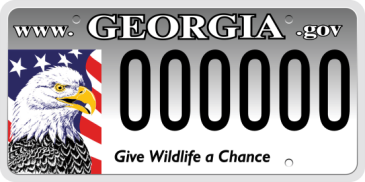 www. GEORGIA .gov
000000
Give Wildlife a Chance